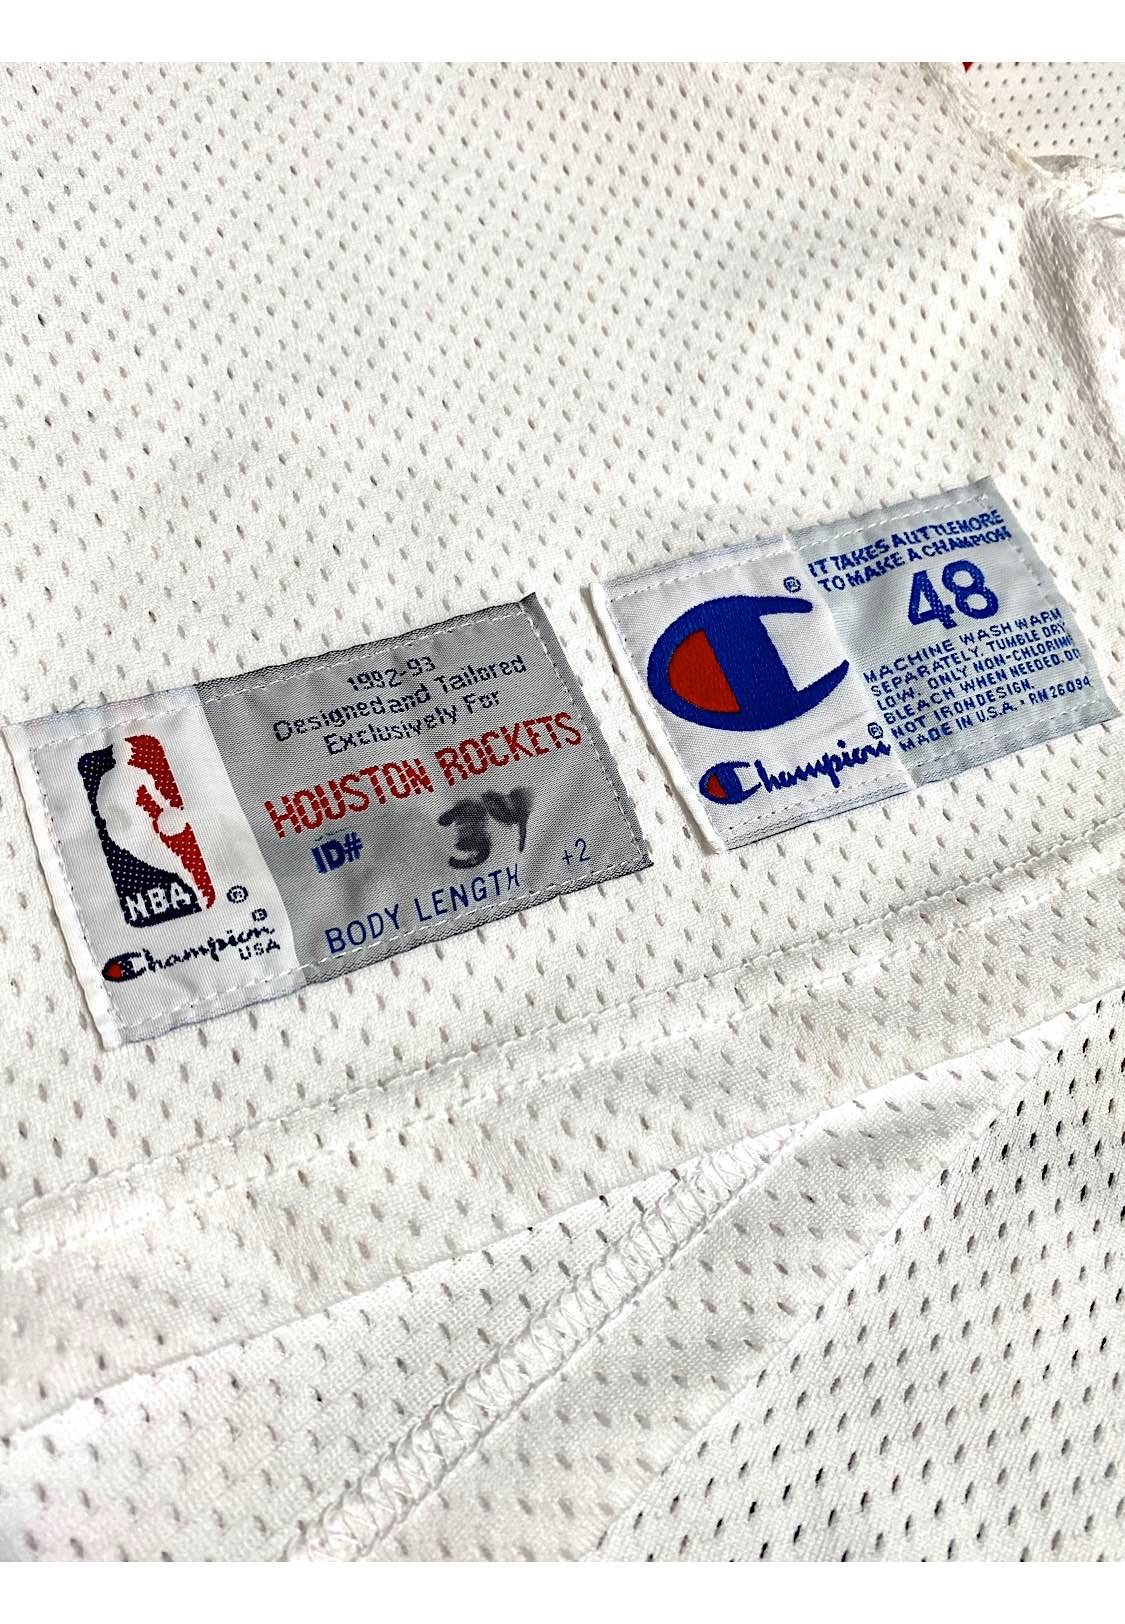 1992-93
Designed and Tailored
Exclusively For
HOUSTON ROCKETS
ID# 34
BODY LENGTH +2
NBA ®
Champion ®
USA
®
Champion ®
IT TAKES A LITTLE MORE
TO MAKE A CHAMPION
48
MACHINE WASH WARM
SEPARATELY, TUMBLE DRY
LOW. ONLY NON-CHLORINE
BLEACH WHEN NEEDED. DO
NOT IRON DESIGN.
MADE IN U.S.A. • RN 26094